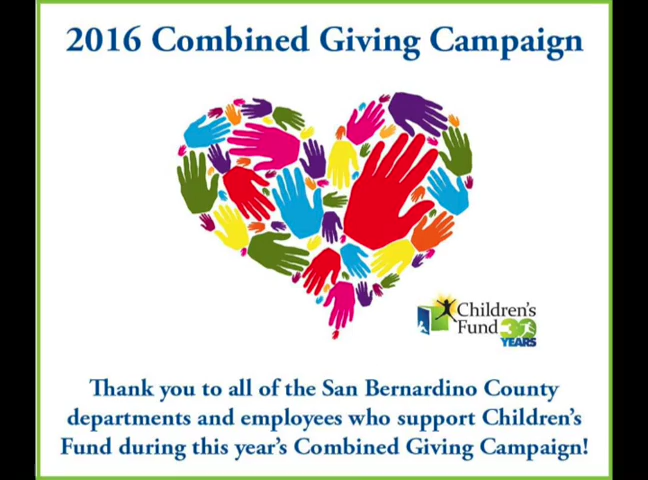 2016 Combined Giving Campaign
Children's
Fund 30
YEARS
Thank you to all of the San Bernardino County
departments and employees who support Children's
Fund during this year's Combined Giving Campaign!